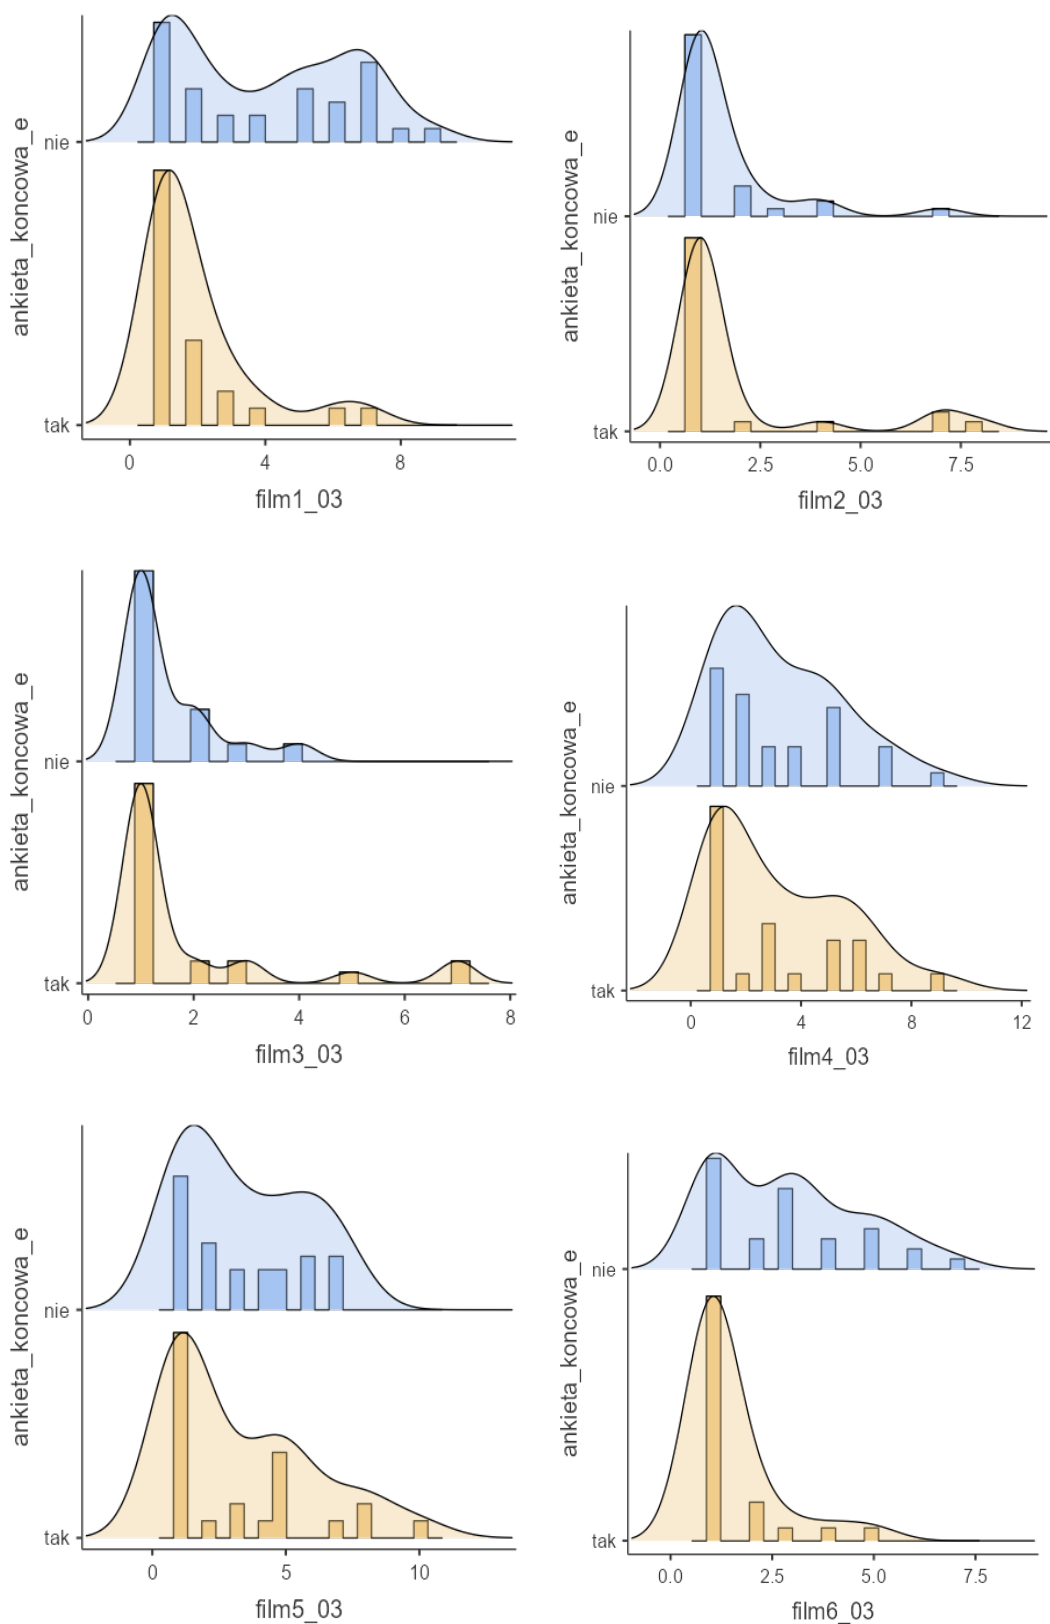 ankieta_koncowa_e
nie
tak
0 4 8
film1_03
ankieta_koncowa_e
nie
tak
0.0 2.5 5.0 7.5
film2_03
ankieta_koncowa_e
nie
tak
0 2 4 6 8
film3_03
ankieta_koncowa_e
nie
tak
0 4 8 12
film4_03
ankieta_koncowa_e
nie
tak
0 5 10
film5_03
ankieta_koncowa_e
nie
tak
0.0 2.5 5.0 7.5
film6_03